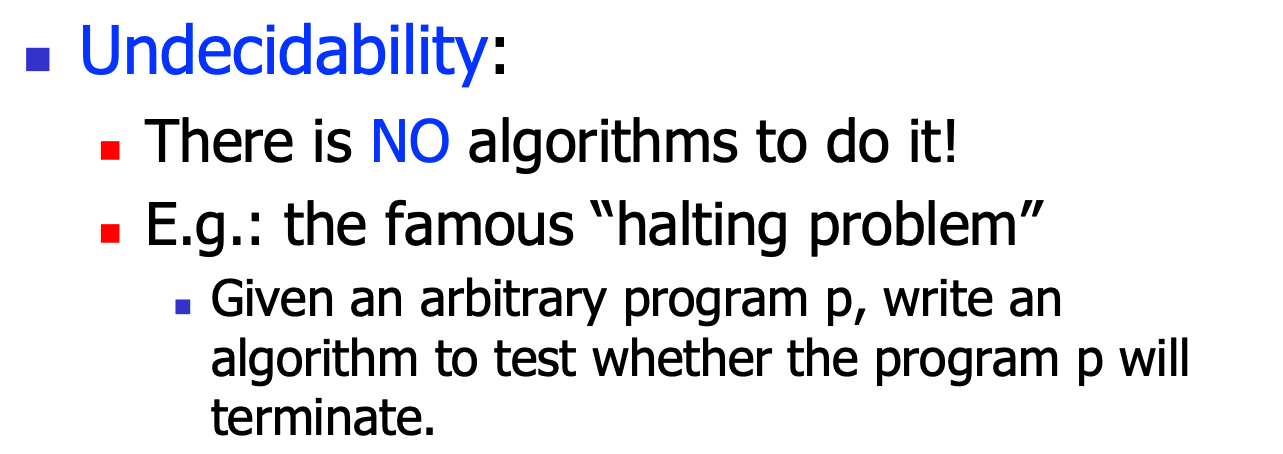 Undecidability:
There is NO algorithms to do it!
E.g.: the famous “halting problem”
Given an arbitrary program p, write an
algorithm to test whether the program p will
terminate.